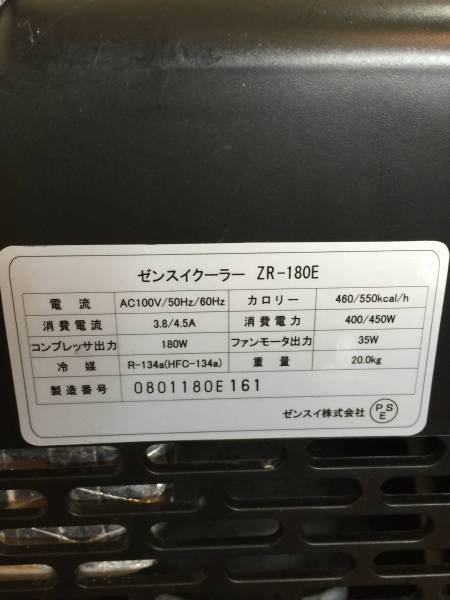 ゼンスイクーラー ZR-180E
電流 AC100V/50Hz/60Hz カロリー 460/550kcal/h
消費電流 3.8/4.5A 消費電力 400/450W
コンプレッサ出力 180W ファンモータ出力 35W
冷媒 R-134a(HFC-134a) 重量 20.0kg
製造番号 0801180E161
ゼンスイ株式会社 PSE